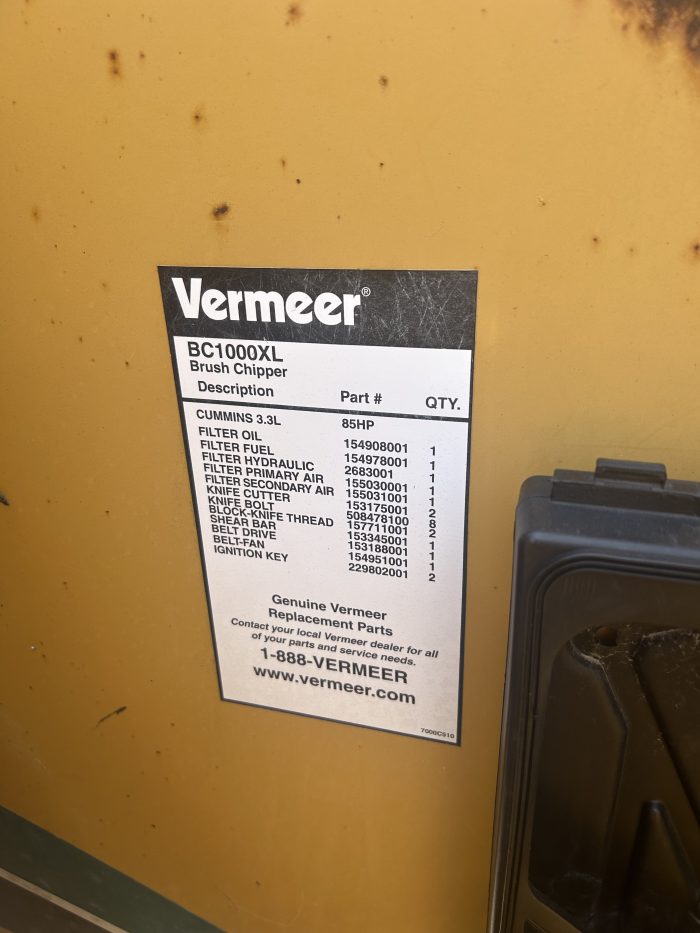 Vermeer®
BC1000XL
Brush Chipper
Description Part # QTY.
CUMMINS 3.3L 85HP
FILTER OIL 154908001 1
FILTER FUEL 154978001 1
FILTER HYDRAULIC 2683001 1
FILTER PRIMARY AIR 155030001 1
FILTER SECONDARY AIR 155031001 1
KNIFE CUTTER 153175001 2
KNIFE BOLT 508478100 8
BLOCK-KNIFE THREAD 157711001 2
SHEAR BAR 153345001 1
BELT DRIVE 153188001 1
BELT-FAN 154951001 1
IGNITION KEY 229802001 2
Genuine Vermeer
Replacement Parts
Contact your local Vermeer dealer for all
of your parts and service needs.
1-888-VERMEER
www.vermeer.com
7000CS10